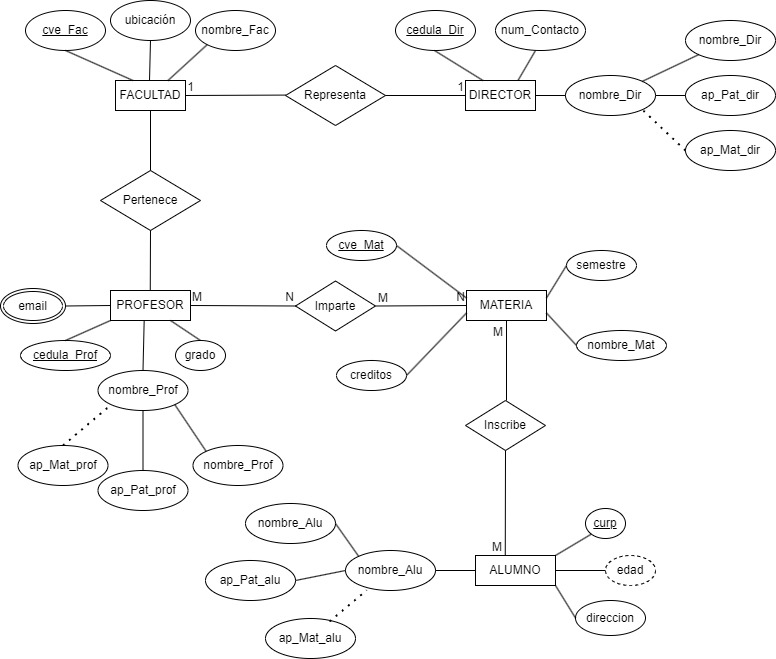 cve_Fac
ubicación
nombre_Fac
cedula_Dir
num_Contacto
nombre_Dir
FACULTAD
1
Representa
1
DIRECTOR
nombre_Dir
ap_Pat_dir
ap_Mat_dir
Pertenece
cve_Mat
semestre
email
PROFESOR
M
N
Imparte
M
N
MATERIA
cedula_Prof
grado
M
nombre_Mat
creditos
nombre_Prof
Inscribe
ap_Mat_prof
ap_Pat_prof
nombre_Prof
nombre_Alu
curp
M
ap_Pat_alu
nombre_Alu
ALUMNO
edad
ap_Mat_alu
direccion